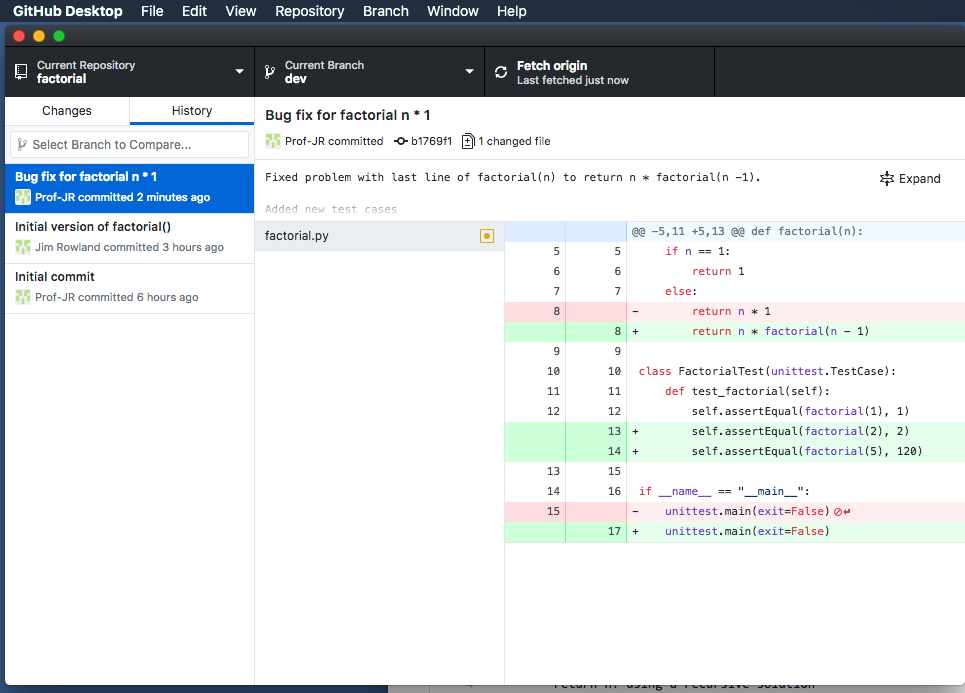 GitHub Desktop File Edit View Repository Branch Window Help
Current Repository
factorial
Current Branch
dev
Fetch origin
Last fetched just now
Changes History
Select Branch to Compare...
Bug fix for factorial n * 1
Prof-JR committed 2 minutes ago
Initial version of factorial()
Jim Rowland committed 3 hours ago
Initial commit
Prof-JR committed 6 hours ago
Bug fix for factorial n * 1
Prof-JR committed b1769f1 1 changed file
Fixed problem with last line of factorial(n) to return n * factorial(n -1).
Expand
Added new test cases
factorial.py
@@ -5,11 +5,13 @@ def factorial(n):
5 5 if n == 1:
6 6 return 1
7 7 else:
8 - return n * 1
8 + return n * factorial(n - 1)
9 9
10 10 class FactorialTest(unittest.TestCase):
11 11 def test_factorial(self):
12 12 self.assertEqual(factorial(1), 1)
13 + self.assertEqual(factorial(2), 2)
14 + self.assertEqual(factorial(5), 120)
13 15
14 16 if __name__ == "__main__":
15 - unittest.main(exit=False)
17 + unittest.main(exit=False)
return n! using a recursive solution